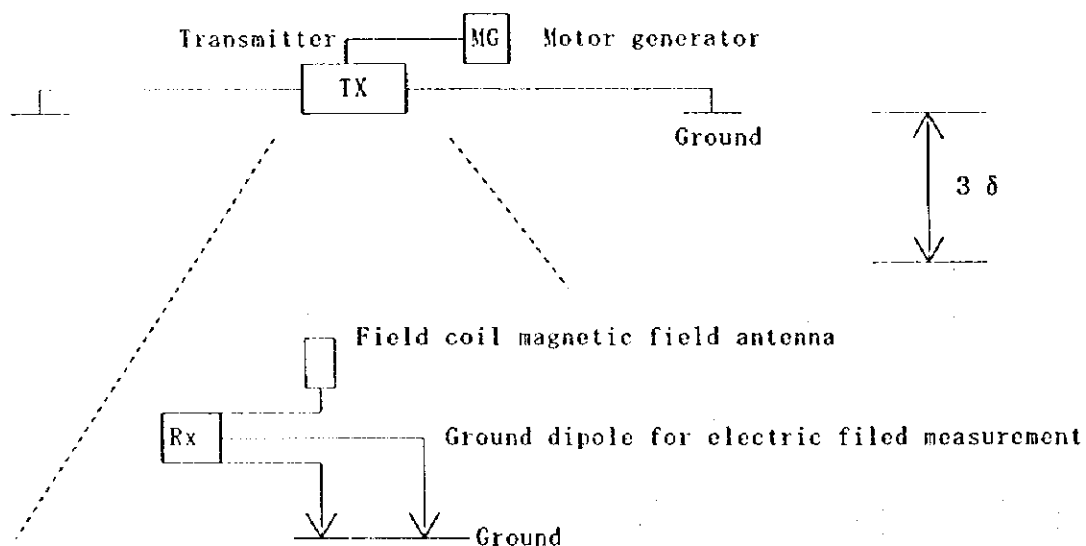 Transmitter MG Motor generator
TX
Ground
3 δ
Field coil magnetic field antenna
Rx Ground dipole for electric filed measurement
Ground